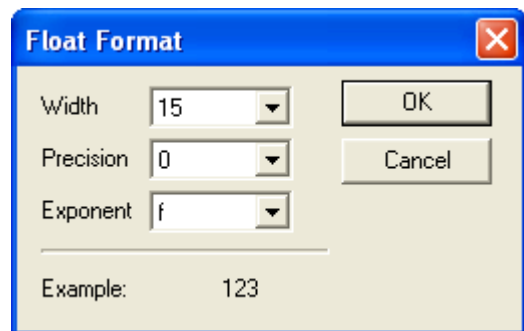 Float Format
Width 15 OK
Precision 0 Cancel
Exponent f
Example: 123